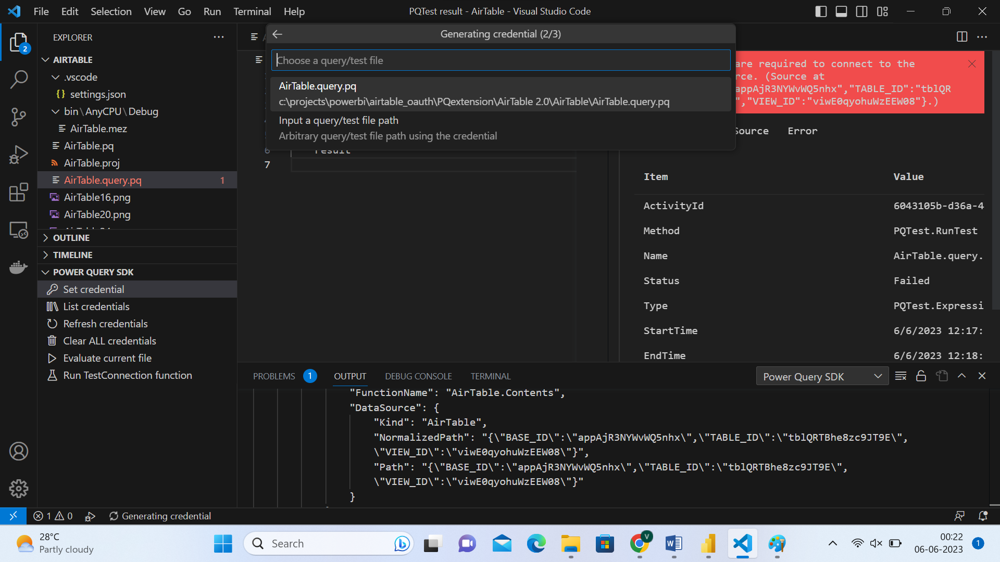 File Edit Selection View Go Run Terminal Help
PQTest result - AirTable - Visual Studio Code
EXPLORER
2
AIRTABLE
.vscode
{} settings.json
bin\AnyCPU\Debug
AirTable.mez
AirTable.pq
AirTable.proj
AirTable.query.pq 1
AirTable16.png
AirTable20.png
OUTLINE
TIMELINE
POWER QUERY SDK
Set credential
List credentials
Refresh credentials
Clear ALL credentials
Evaluate current file
Run TestConnection function
Generating credential (2/3)
Choose a query/test file
AirTable.query.pq
c:\projects\powerbi\airtable_oauth\PQextension\AirTable 2.0\AirTable\AirTable.query.pq
Input a query/test file path
Arbitrary query/test file path using the credential
6 result
7
are required to connect to the
rce. (Source at
appAjR3NYWvWQ5nhx","TABLE_ID":"tblQR
","VIEW_ID":"viwE0qyohuWzEEW08"}.)
Source Error
Item Value
ActivityId 6043105b-d36a-4
Method PQTest.RunTest
Name AirTable.query.
Status Failed
Type PQTest.Expressi
StartTime 6/6/2023 12:17:
EndTime 6/6/2023 12:18:
PROBLEMS 1 OUTPUT DEBUG CONSOLE TERMINAL
Power Query SDK
"FunctionName": "AirTable.Contents",
"DataSource": {
"Kind": "AirTable",
"NormalizedPath": "{\"BASE_ID\":\"appAjR3NYWvWQ5nhx\",\"TABLE_ID\":\"tblQRTBhe8zc9JT9E\",
\"VIEW_ID\":\"viwE0qyohuWzEEW08\"}",
"Path": "{\"BASE_ID\":\"appAjR3NYWvWQ5nhx\",\"TABLE_ID\":\"tblQRTBhe8zc9JT9E\",
\"VIEW_ID\":\"viwE0qyohuWzEEW08\"}"
}
1 0 Generating credential
28°C
Partly cloudy
Search
V
00:22
06-06-2023
1